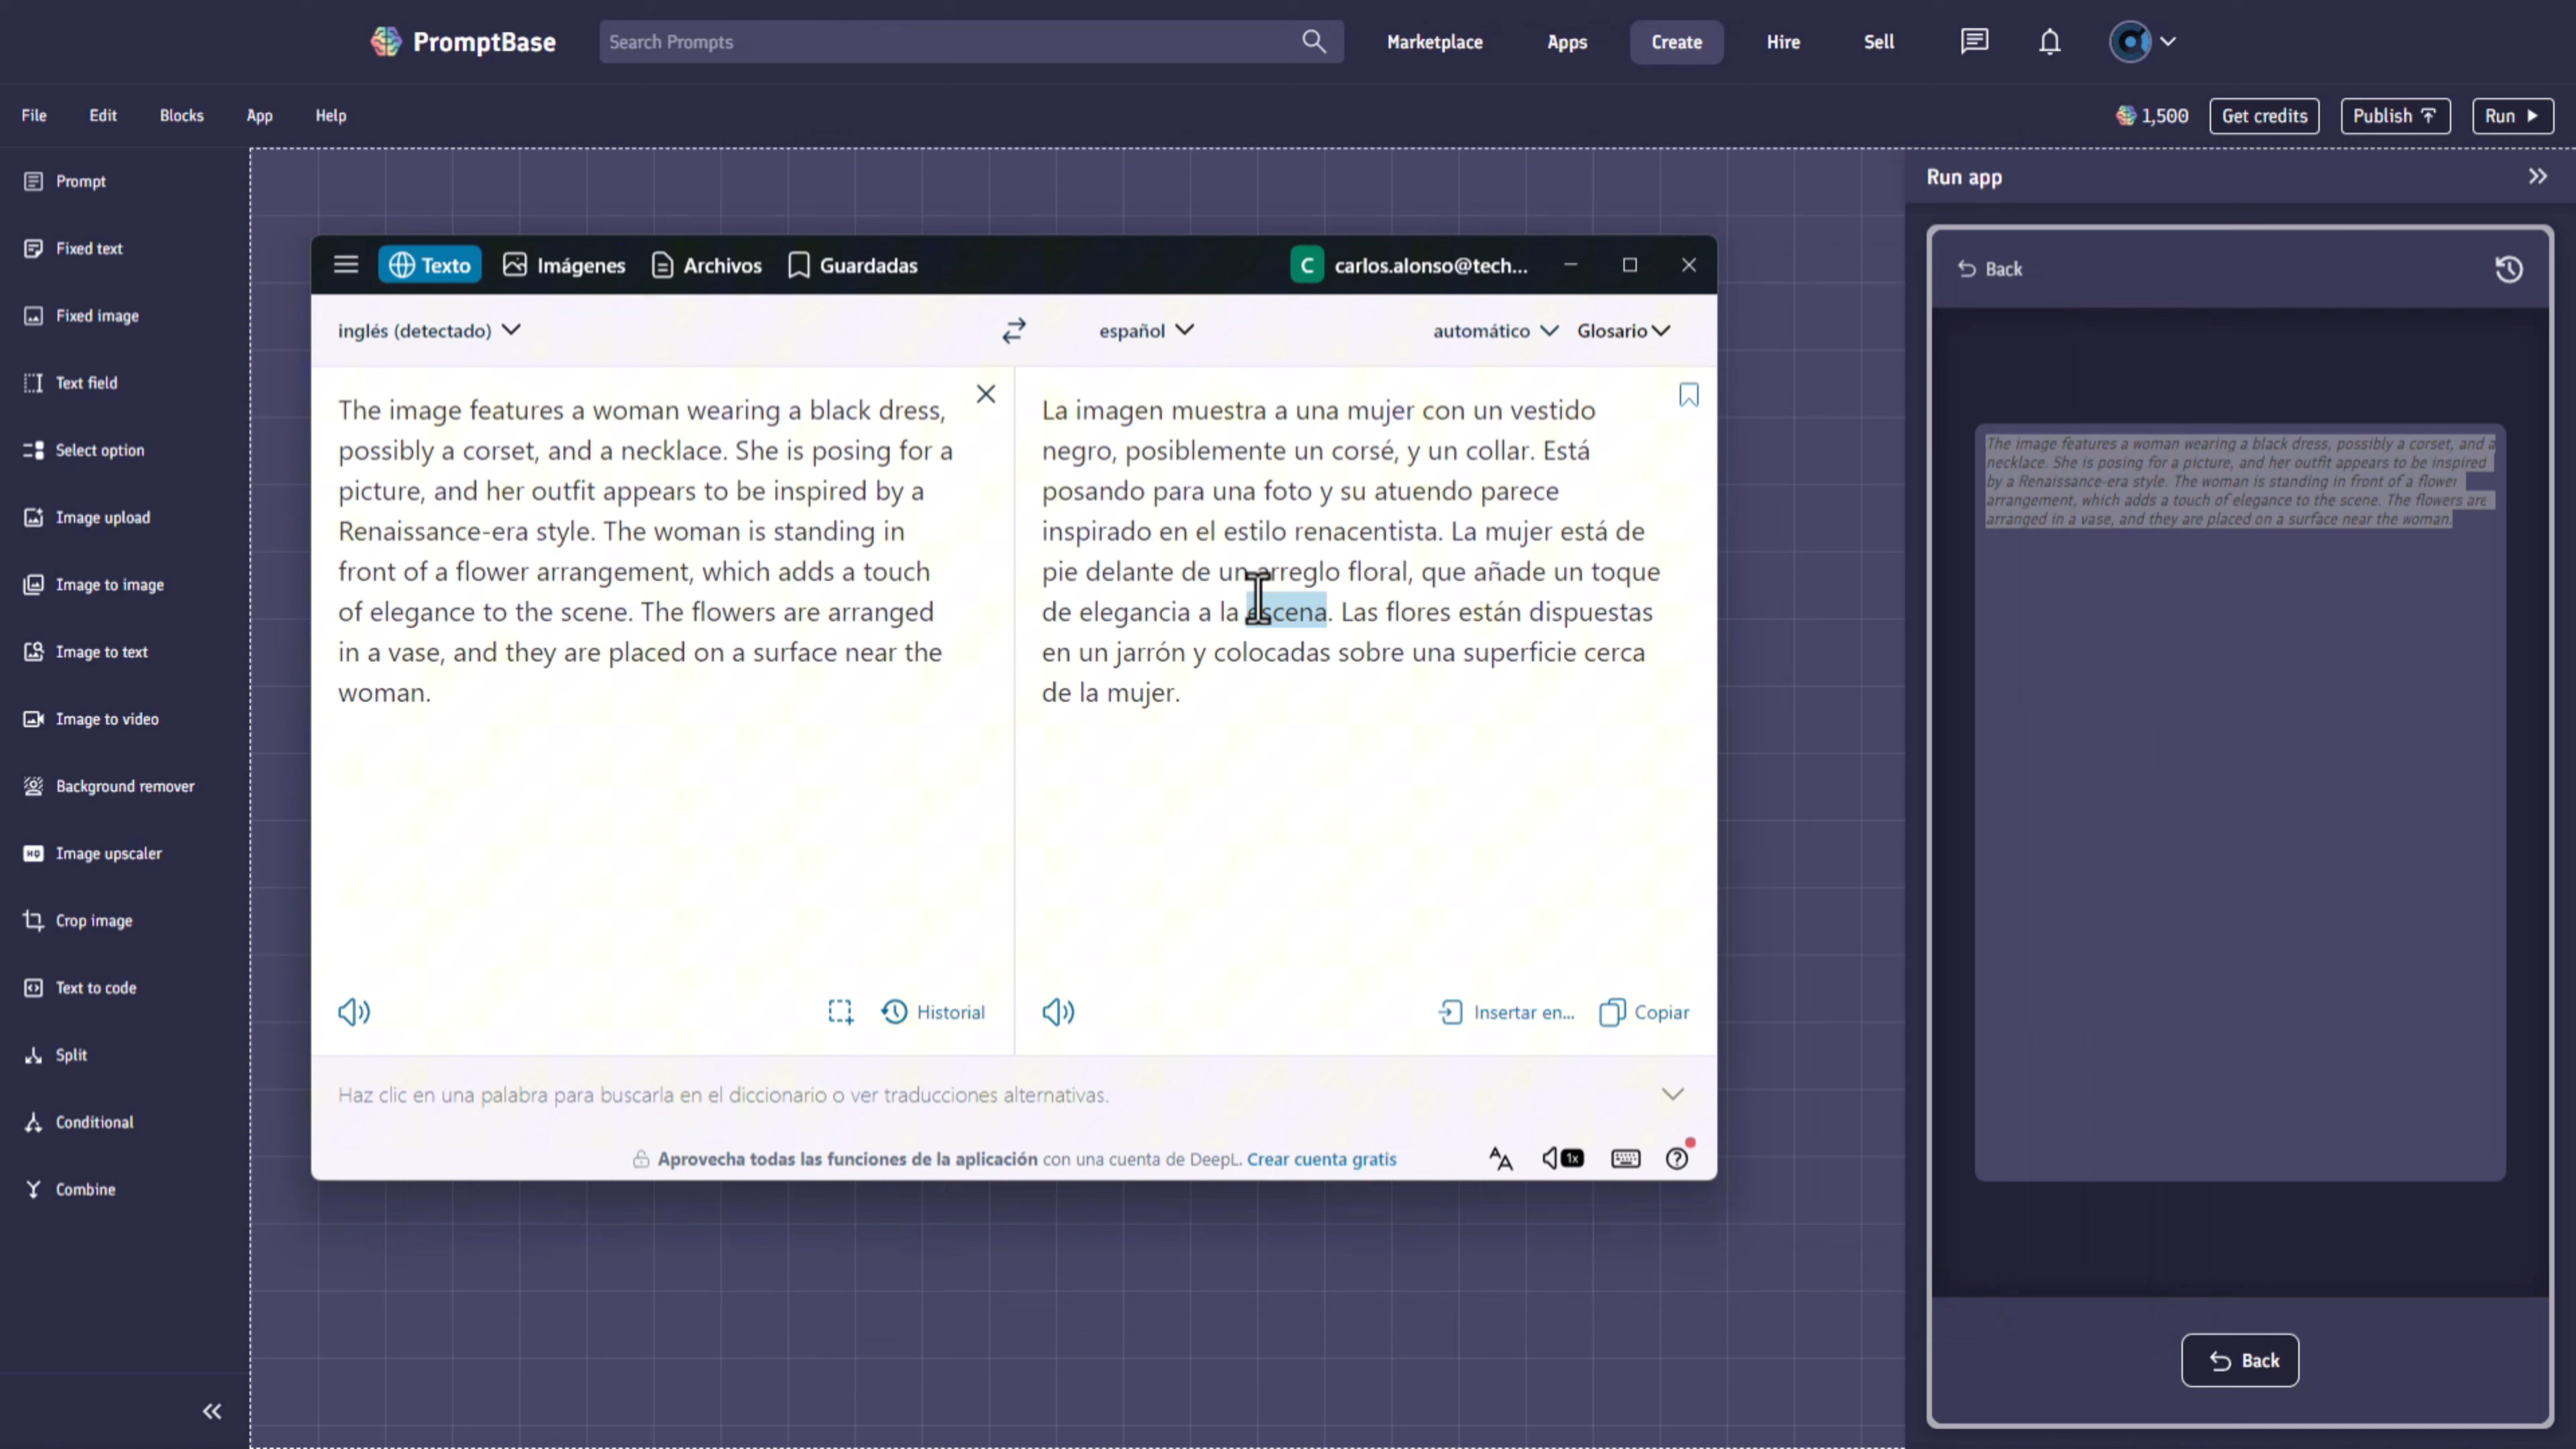 PromptBase
Search Prompts
Marketplace
Apps
Create
Hire
Sell
File
Edit
Blocks
App
Help
1,500
Get credits
Publish
Run
Prompt
Fixed text
Fixed image
Text field
Select option
Image upload
Image to image
Image to text
Image to video
Background remover
HQ
Image upscaler
Crop image
Text to code
Split
Conditional
Combine
Texto
Imágenes
Archivos
Guardadas
C
carlos.alonso@tech...
inglés (detectado)
español
automático
Glosario
The image features a woman wearing a black dress,
possibly a corset, and a necklace. She is posing for a
picture, and her outfit appears to be inspired by a
Renaissance-era style. The woman is standing in
front of a flower arrangement, which adds a touch
of elegance to the scene. The flowers are arranged
in a vase, and they are placed on a surface near the
woman.
La imagen muestra a una mujer con un vestido
negro, posiblemente un corsé, y un collar. Está
posando para una foto y su atuendo parece
inspirado en el estilo renacentista. La mujer está de
pie delante de un arreglo floral, que añade un toque
de elegancia a la escena. Las flores están dispuestas
en un jarrón y colocadas sobre una superficie cerca
de la mujer.
Historial
Insertar en...
Copiar
Haz clic en una palabra para buscarla en el diccionario o ver traducciones alternativas.
Aprovecha todas las funciones de la aplicación con una cuenta de DeepL. Crear cuenta gratis
1x
Run app
Back
The image features a woman wearing a black dress, possibly a corset, and a
necklace. She is posing for a picture, and her outfit appears to be inspired
by a Renaissance-era style. The woman is standing in front of a flower
arrangement, which adds a touch of elegance to the scene. The flowers are
arranged in a vase, and they are placed on a surface near the woman.
Back